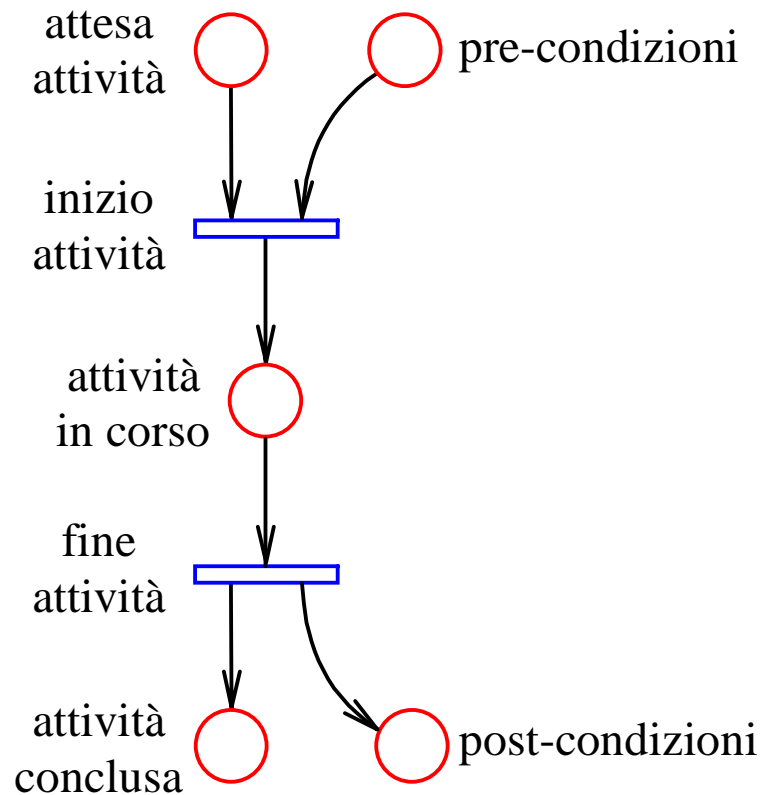 attesa
attività
pre-condizioni
inizio
attività
attività
in corso
fine
attività
attività
conclusa
post-condizioni